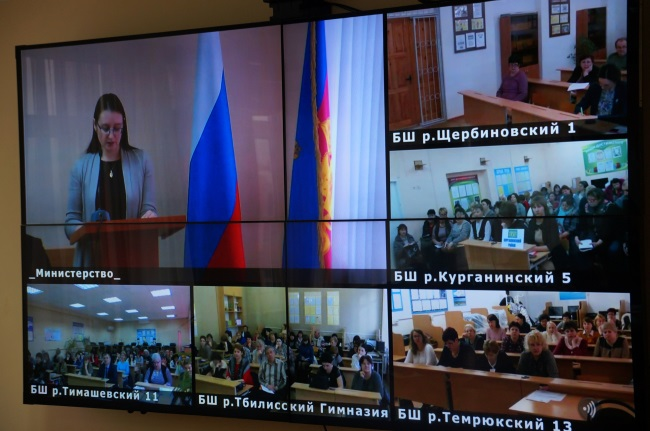 БШ р.Щербиновский 1
_Министерство_
БШ р.Курганинский 5
БШ р.Тимашевский 11
БШ р.Тбилисский Гимназия
БШ р.Темрюкский 13